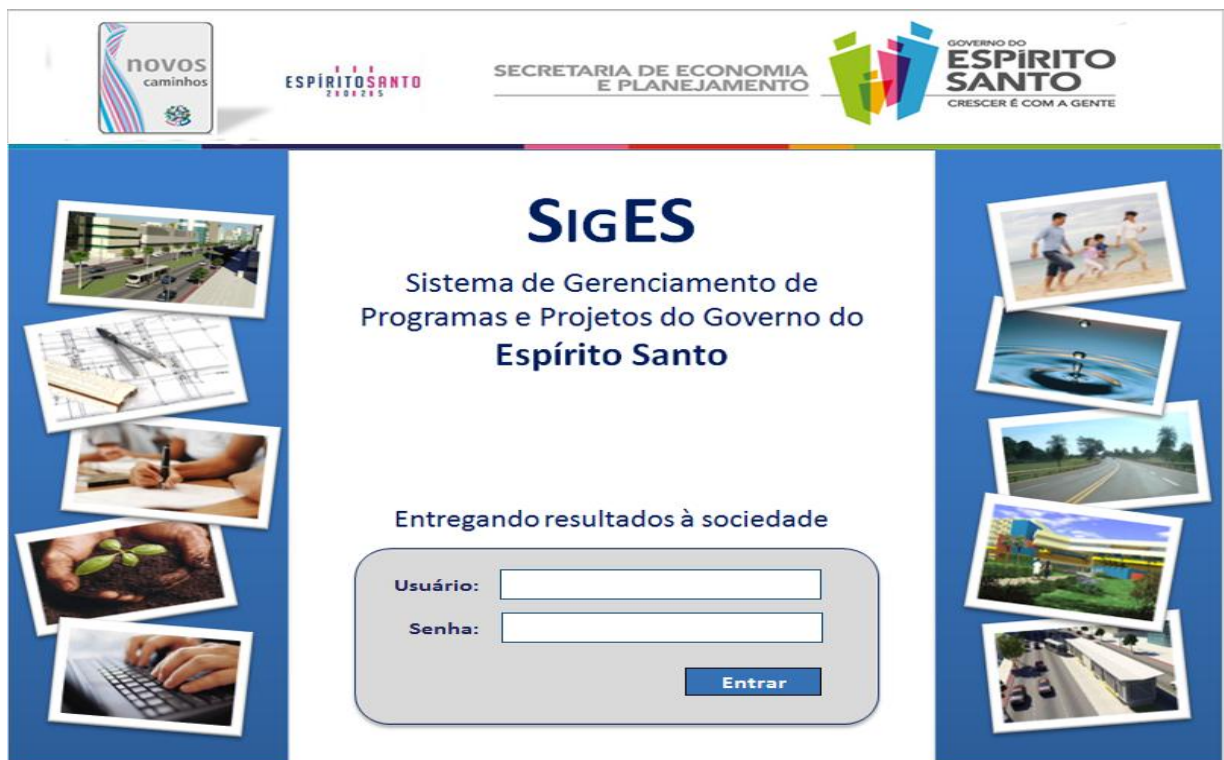 novos
caminhos
ESPÍRITOSANTO
2025
SECRETARIA DE ECONOMIA
E PLANEJAMENTO
GOVERNO DO
ESPÍRITO
SANTO
CRESCER É COM A GENTE
SIGES
Sistema de Gerenciamento de
Programas e Projetos do Governo do
Espírito Santo
Entregando resultados à sociedade
Usuário:
Senha:
Entrar